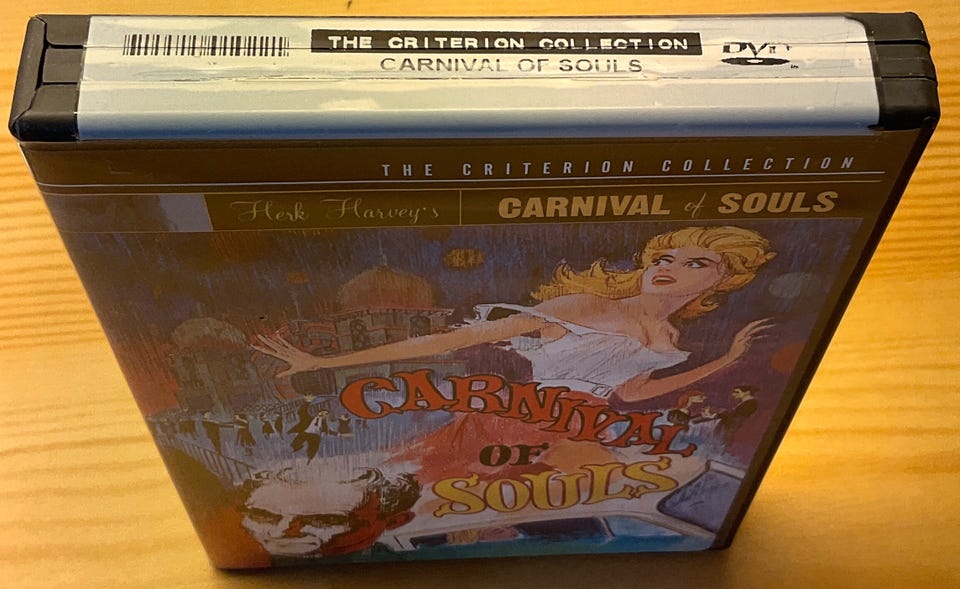 THE CRITERION COLLECTION
CARNIVAL OF SOULS
DVD
THE CRITERION COLLECTION
Herk Harvey's CARNIVAL of SOULS
CARNIVAL
OF
SOULS